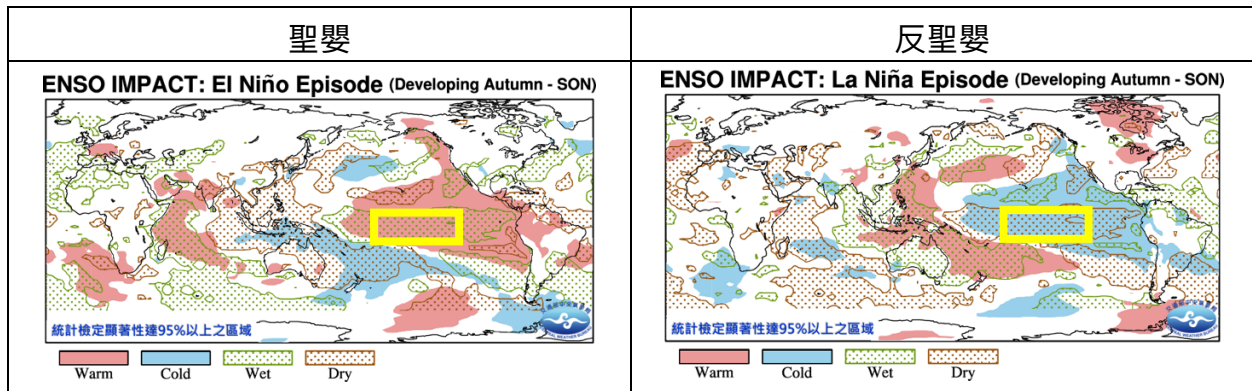 聖嬰
反聖嬰
ENSO IMPACT: El Niño Episode (Developing Autumn - SON)
統計檢定顯著性達95%以上之區域
Warm
Cold
Wet
Dry
ENSO IMPACT: La Niña Episode (Developing Autumn - SON)
統計檢定顯著性達95%以上之區域
Warm
Cold
Wet
Dry